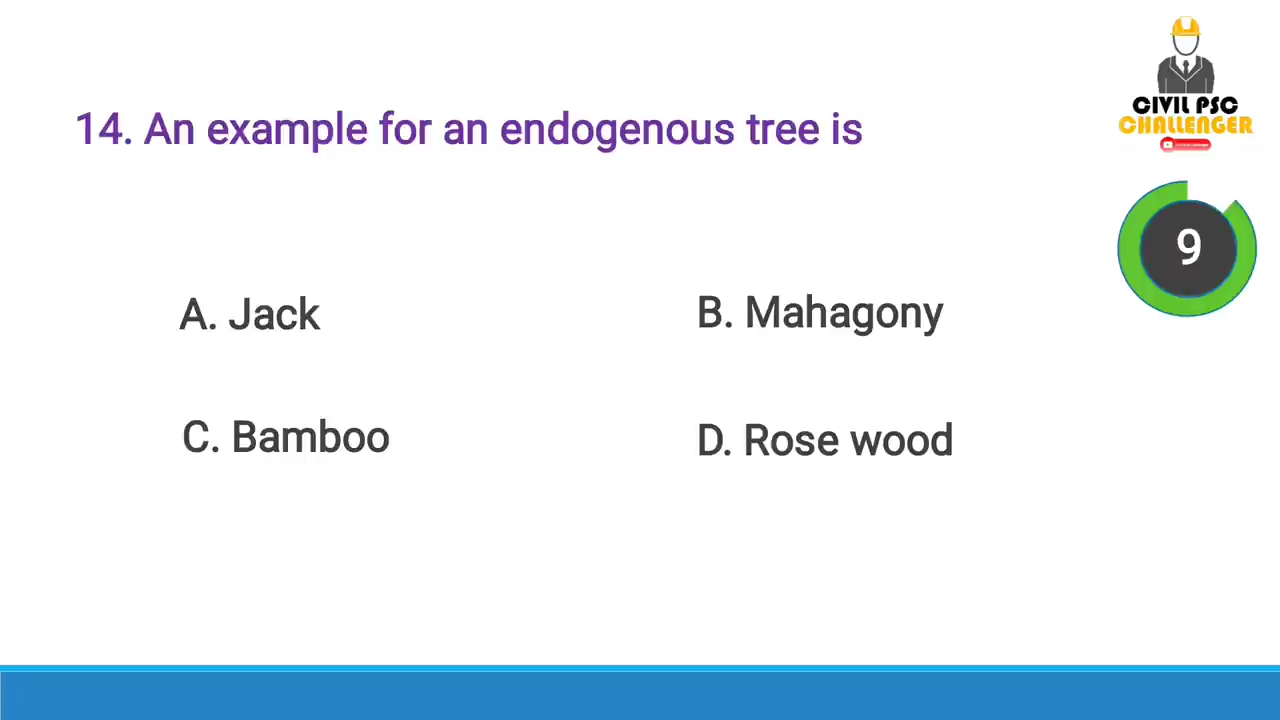 14. An example for an endogenous tree is
CIVIL PSC
CHALLENGER
9
A. Jack
B. Mahagony
C. Bamboo
D. Rose wood